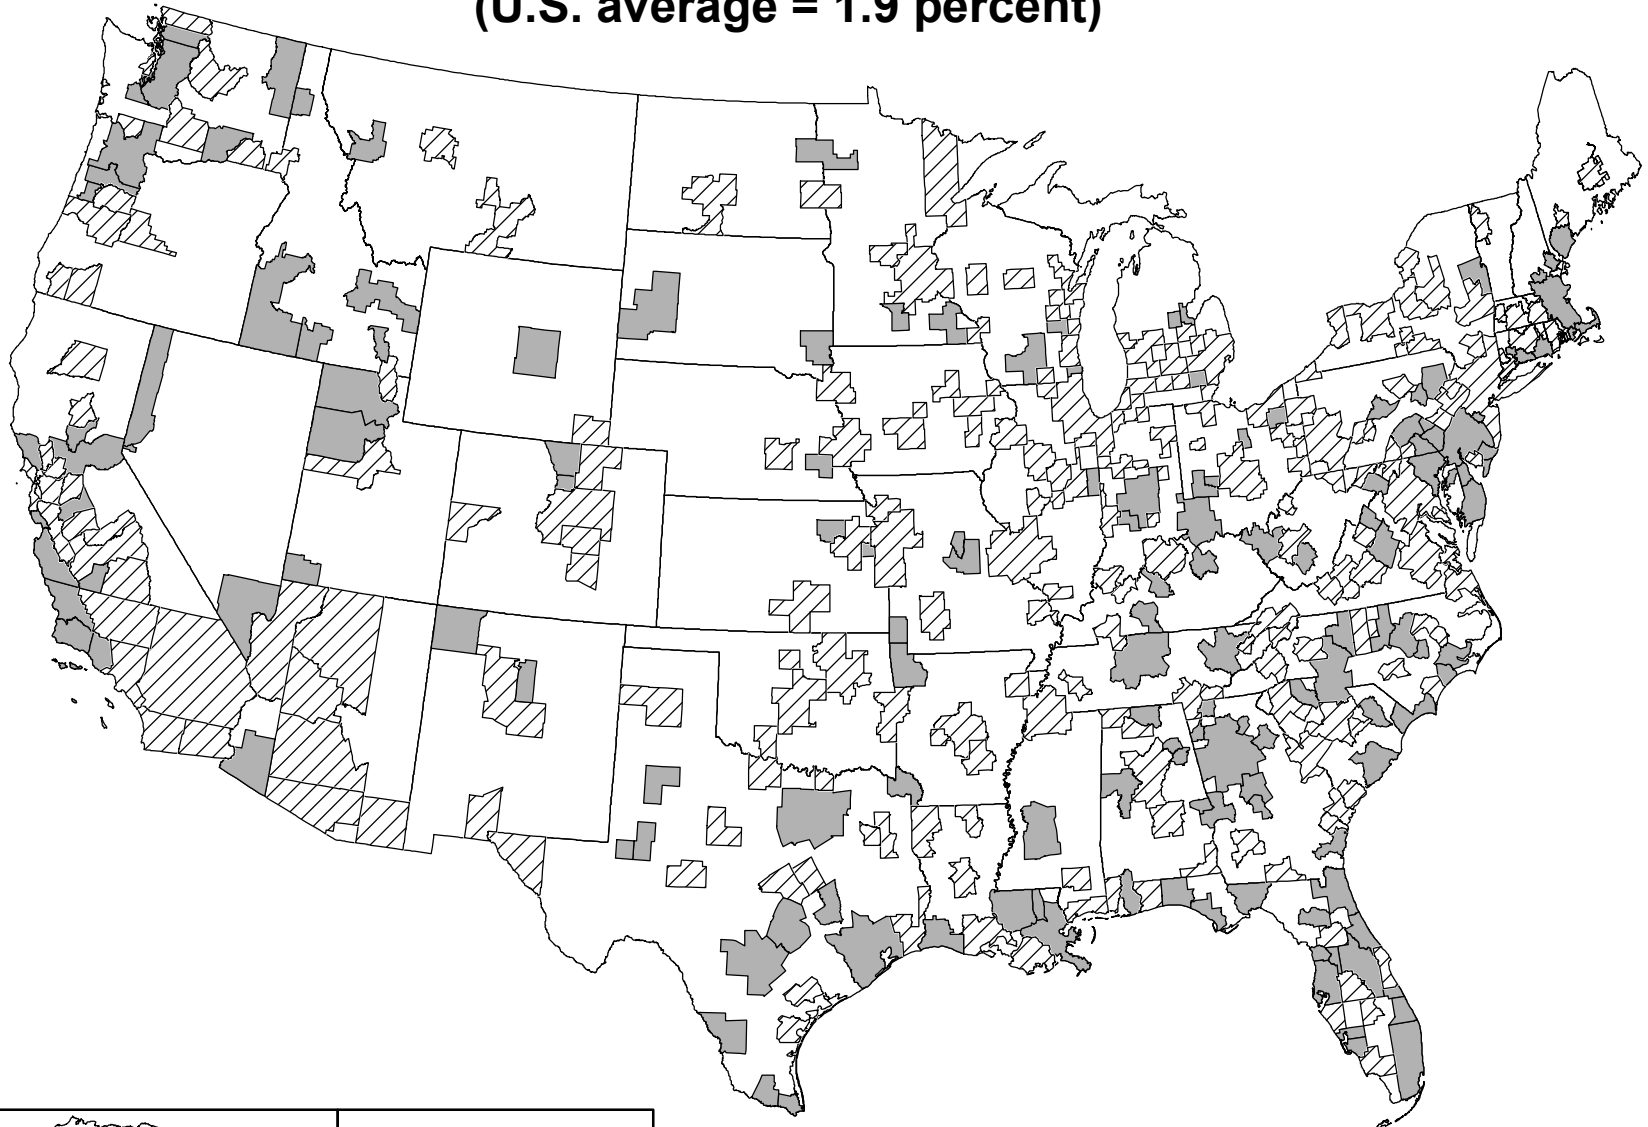 (U.S. average = 1.9 percent)